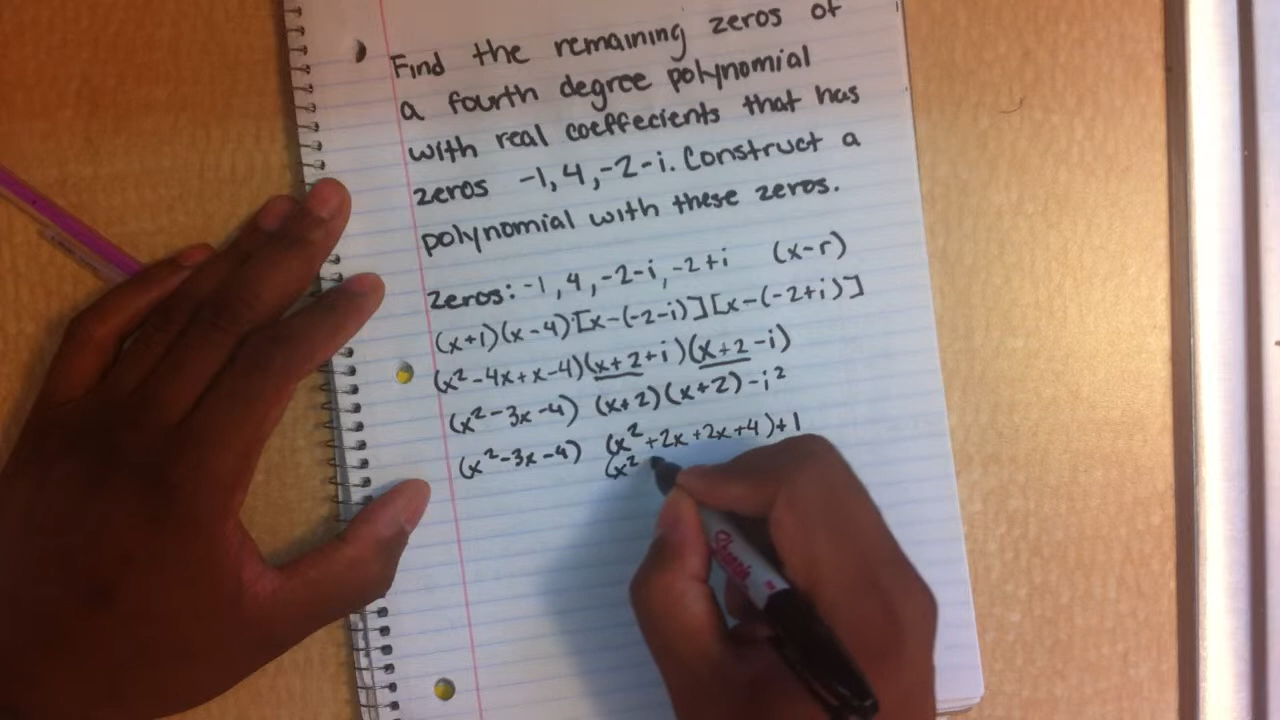 Find the remaining zeros of
a fourth degree polynomial
with real coeffecients that has
zeros -1, 4, -2-i. Construct a
polynomial with these zeros.
zeros: -1, 4, -2-i, -2+i (x-r)
(x+1)(x-4)·[x-(-2-i)][x-(-2+i)]
(x²-4x+x-4)(x+2+i)(x+2-i)
(x²-3x-4) (x+2)(x+2)-i²
(x²-3x-4) (x²+2x+2x+4)+1
(x²
Sharpie